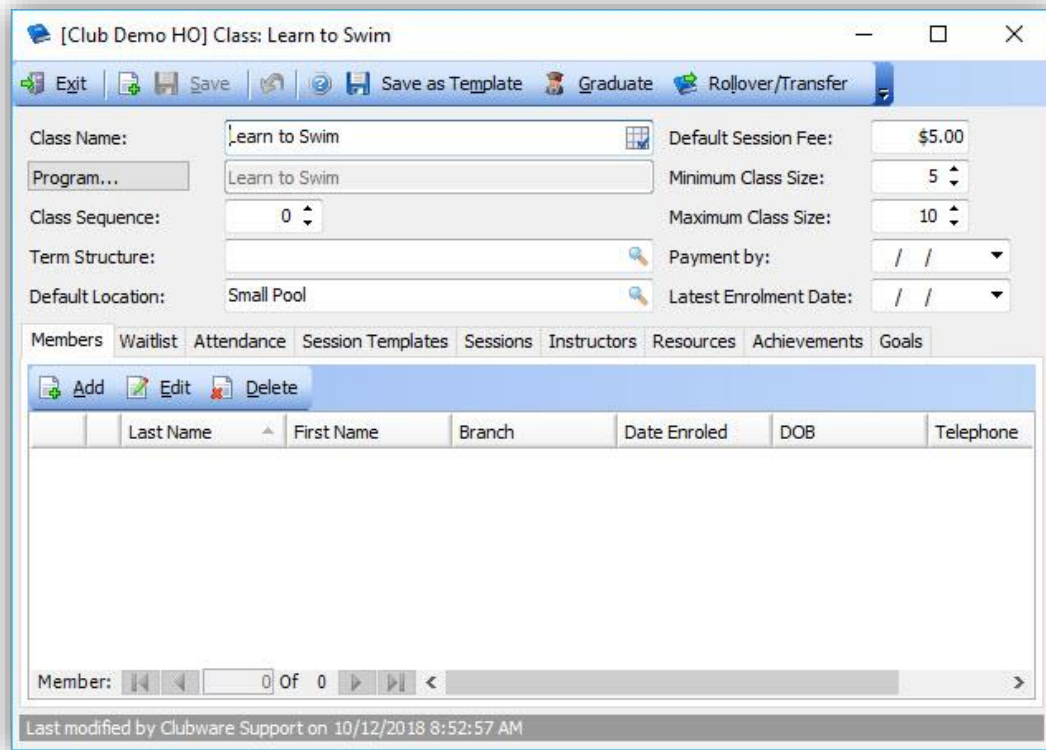 [Club Demo HO] Class: Learn to Swim
Exit Save Save as Template Graduate Rollover/Transfer
Class Name: Learn to Swim Default Session Fee: $5.00
Program... Learn to Swim Minimum Class Size: 5
Class Sequence: 0 Maximum Class Size: 10
Term Structure: Payment by: / /
Default Location: Small Pool Latest Enrolment Date: / /
Members Waitlist Attendance Session Templates Sessions Instructors Resources Achievements Goals
Add Edit Delete
Last Name First Name Branch Date Enroled DOB Telephone
Member: 0 Of 0
Last modified by Clubware Support on 10/12/2018 8:52:57 AM